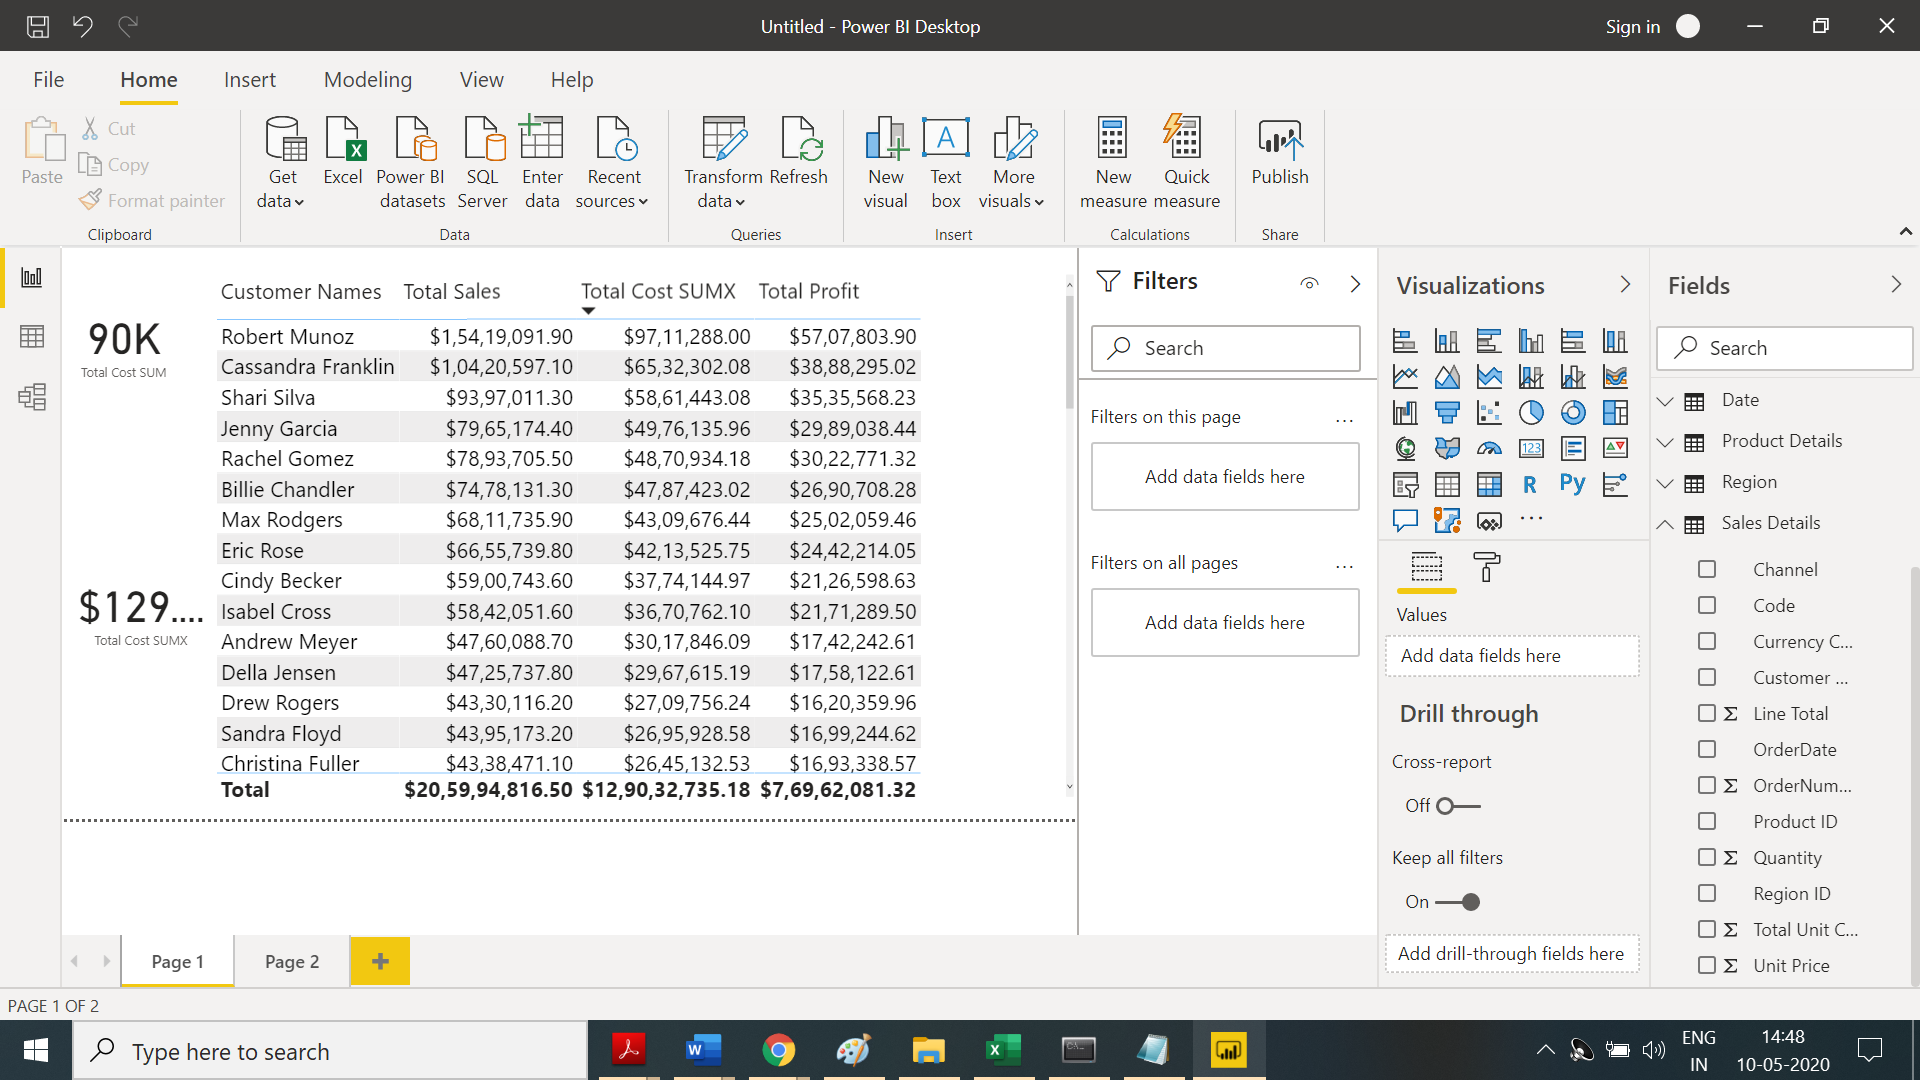 Untitled - Power BI Desktop
Sign in
File
Home
Insert
Modeling
View
Help
Paste
Cut
Copy
Format painter
Clipboard
Get data
Excel
Power BI datasets
SQL Server
Enter data
Recent sources
Data
Transform data
Refresh
Queries
New visual
Text box
More visuals
Insert
New measure
Quick measure
Calculations
Publish
Share
90K
Total Cost SUM
$129....
Total Cost SUMX
Customer Names Total Sales Total Cost SUMX Total Profit
Robert Munoz $1,54,19,091.90 $97,11,288.00 $57,07,803.90
Cassandra Franklin $1,04,20,597.10 $65,32,302.08 $38,88,295.02
Shari Silva $93,97,011.30 $58,61,443.08 $35,35,568.23
Jenny Garcia $79,65,174.40 $49,76,135.96 $29,89,038.44
Rachel Gomez $78,93,705.50 $48,70,934.18 $30,22,771.32
Billie Chandler $74,78,131.30 $47,87,423.02 $26,90,708.28
Max Rodgers $68,11,735.90 $43,09,676.44 $25,02,059.46
Eric Rose $66,55,739.80 $42,13,525.75 $24,42,214.05
Cindy Becker $59,00,743.60 $37,74,144.97 $21,26,598.63
Isabel Cross $58,42,051.60 $36,70,762.10 $21,71,289.50
Andrew Meyer $47,60,088.70 $30,17,846.09 $17,42,242.61
Della Jensen $47,25,737.80 $29,67,615.19 $17,58,122.61
Drew Rogers $43,30,116.20 $27,09,756.24 $16,20,359.96
Sandra Floyd $43,95,173.20 $26,95,928.58 $16,99,244.62
Christina Fuller $43,38,471.10 $26,45,132.53 $16,93,338.57
Total $20,59,94,816.50 $12,90,32,735.18 $7,69,62,081.32
Filters
Search
Filters on this page ...
Add data fields here
Filters on all pages ...
Add data fields here
Visualizations
123
R
Py
...
Values
Add data fields here
Drill through
Cross-report
Off
Keep all filters
On
Add drill-through fields here
Fields
Search
Date
Product Details
Region
Sales Details
Channel
Code
Currency C...
Customer ...
Σ Line Total
OrderDate
Σ OrderNum...
Product ID
Σ Quantity
Region ID
Σ Total Unit C...
Σ Unit Price
Page 1
Page 2
+
PAGE 1 OF 2
Type here to search
ENG
IN
14:48
10-05-2020